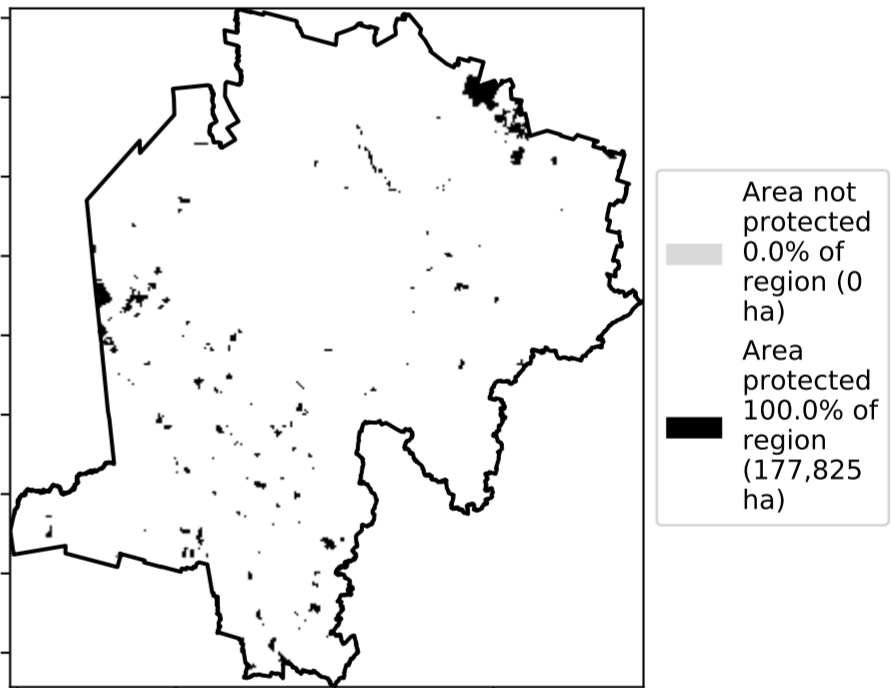 Area not
protected
0.0% of
region (0
ha)
Area
protected
100.0% of
region
(177,825
ha)